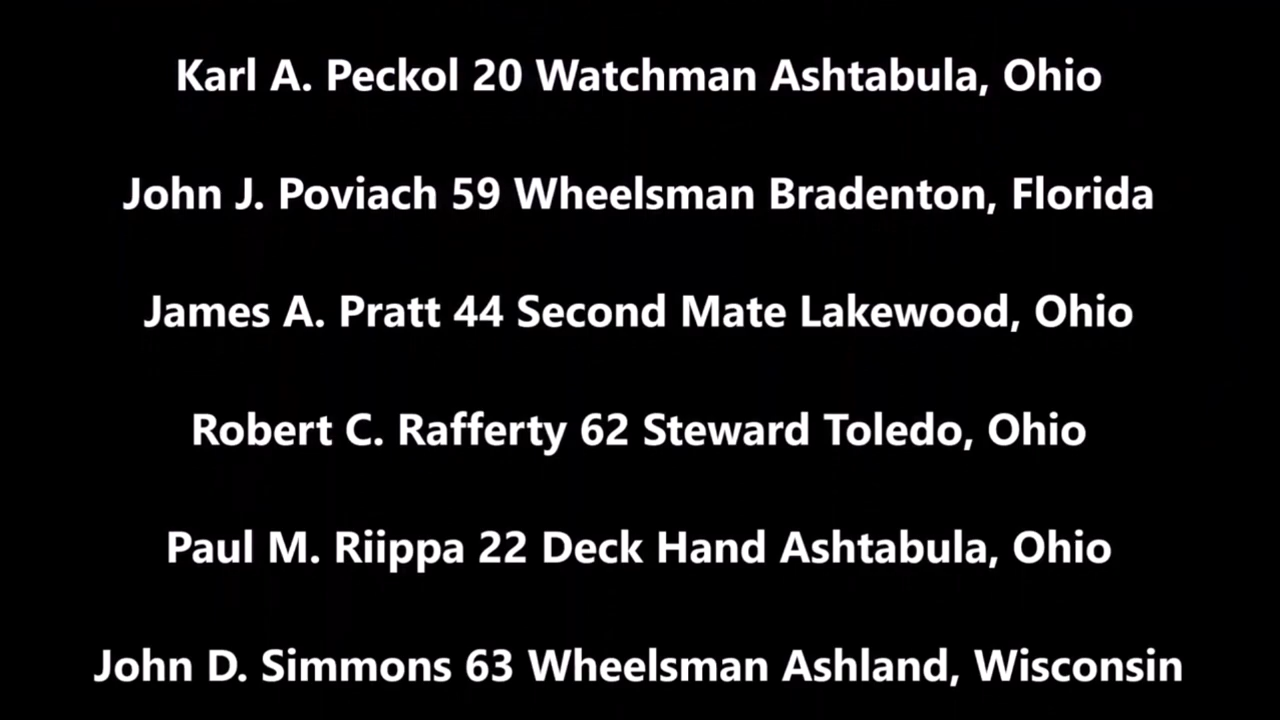 Karl A. Peckol 20 Watchman Ashtabula, Ohio
John J. Poviach 59 Wheelsman Bradenton, Florida
James A. Pratt 44 Second Mate Lakewood, Ohio
Robert C. Rafferty 62 Steward Toledo, Ohio
Paul M. Riippa 22 Deck Hand Ashtabula, Ohio
John D. Simmons 63 Wheelsman Ashland, Wisconsin